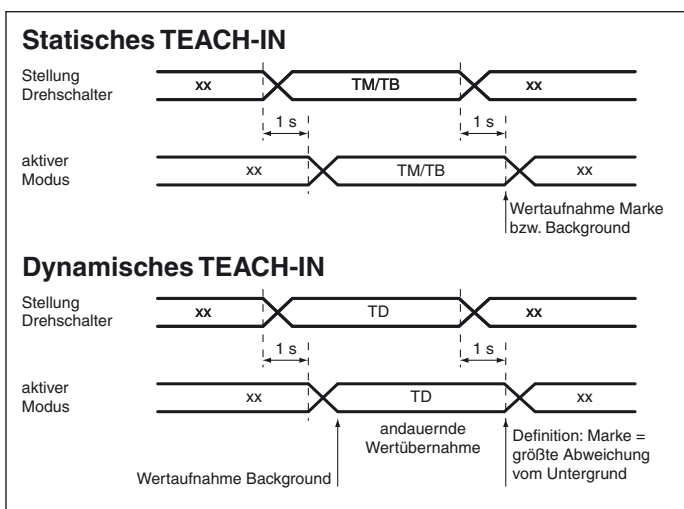 Statisches TEACH-IN
Stellung
Drehschalter
xx TM/TB xx
1 s 1 s
aktiver
Modus
xx TM/TB xx
Wertaufnahme Marke
bzw. Background
Dynamisches TEACH-IN
Stellung
Drehschalter
xx TD xx
1 s 1 s
aktiver
Modus
xx TD xx
andauernde
Wertübernahme
Definition: Marke =
größte Abweichung
vom Untergrund
Wertaufnahme Background